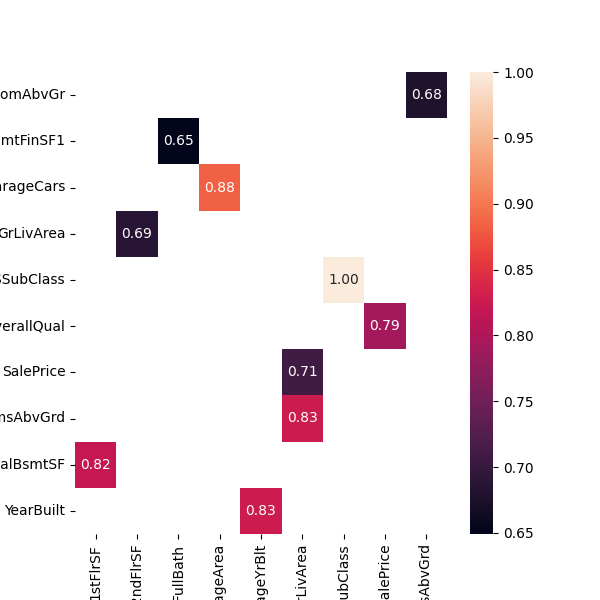 omAbvGr
0.68
mtFinSF1
0.65
arageCars
0.88
GrLivArea
0.69
SSubClass
1.00
verallQual
0.79
SalePrice
0.71
msAbvGrd
0.83
alBsmtSF
0.82
YearBuilt
0.83
1stFlrSF
2ndFlrSF
FullBath
ageArea
ageYrBlt
rLivArea
ubClass
alePrice
sAbvGrd
1.00
0.95
0.90
0.85
0.80
0.75
0.70
0.65